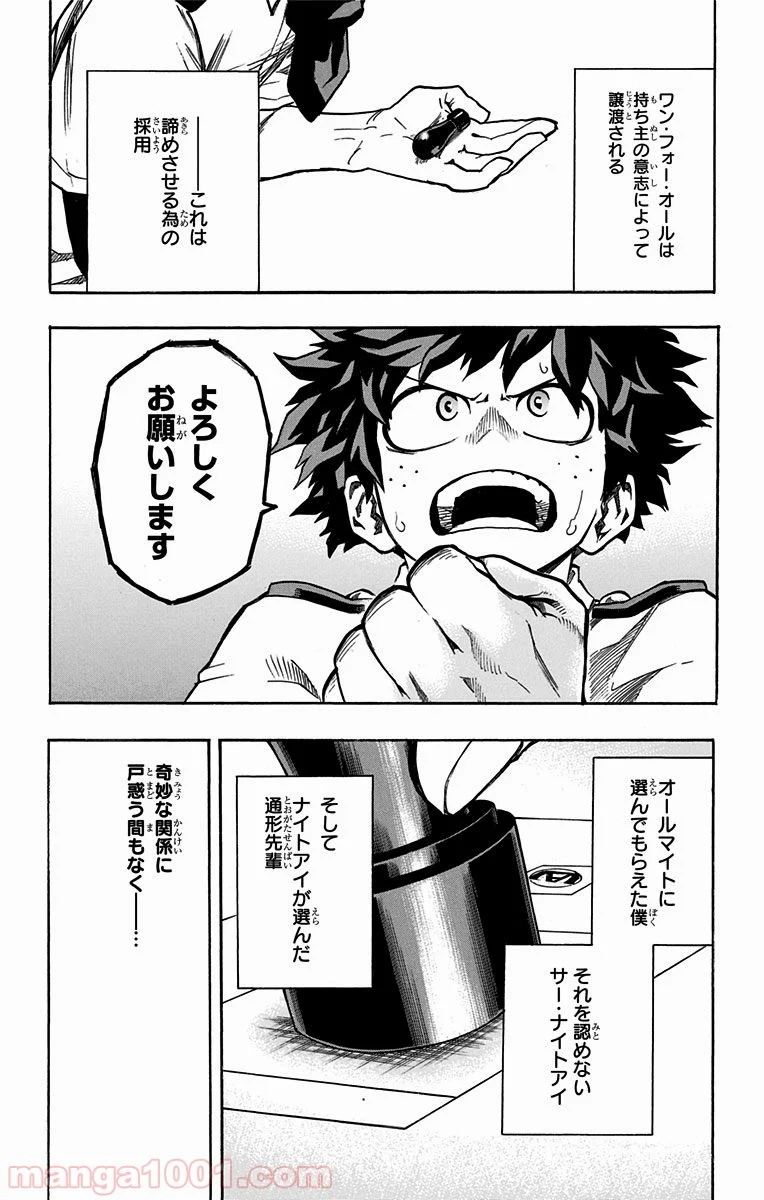 ワン・フォー・オールは
持ち主の意志によって
譲渡される
――これは
諦めさせる為の
採用
よろしく
お願いします
オールマイトに
選んでもらえた僕
それを認めない
サー・ナイトアイ
そして
ナイトアイが選んだ
通形先輩
奇妙な関係に
戸惑う間もなく――…
manga1001.com